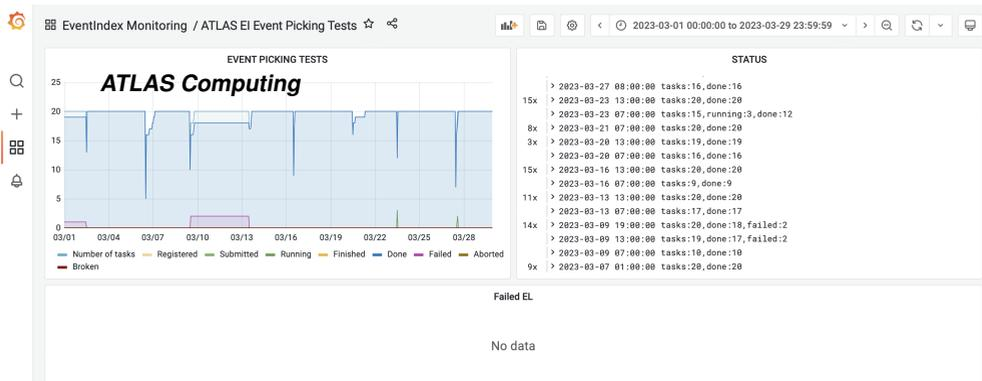 EventIndex Monitoring / ATLAS EI Event Picking Tests
2023-03-01 00:00:00 to 2023-03-29 23:59:59
EVENT PICKING TESTS
ATLAS Computing
25
20
15
10
5
0
03/01 03/04 03/07 03/10 03/13 03/16 03/19 03/22 03/25 03/28
Number of tasks Registered Submitted Running Finished Done Failed Aborted
Broken
STATUS
> 2023-03-27 08:00:00 tasks:16,done:16
15x > 2023-03-23 13:00:00 tasks:20,done:20
> 2023-03-23 07:00:00 tasks:15,running:3,done:12
8x > 2023-03-21 07:00:00 tasks:20,done:20
3x > 2023-03-20 13:00:00 tasks:19,done:19
> 2023-03-20 07:00:00 tasks:16,done:16
15x > 2023-03-16 13:00:00 tasks:20,done:20
> 2023-03-16 07:00:00 tasks:9,done:9
11x > 2023-03-13 13:00:00 tasks:20,done:20
> 2023-03-13 07:00:00 tasks:17,done:17
14x > 2023-03-09 19:00:00 tasks:20,done:18,failed:2
> 2023-03-09 13:00:00 tasks:19,done:17,failed:2
> 2023-03-09 07:00:00 tasks:10,done:10
9x > 2023-03-07 01:00:00 tasks:20,done:20
Failed EL
No data